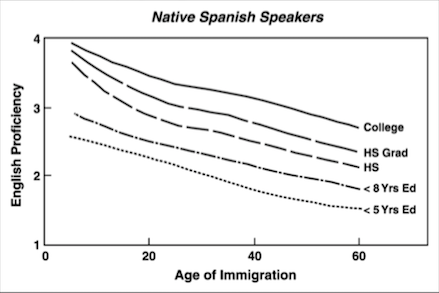 Native Spanish Speakers
4
3
2
1
English Proficiency
College
HS Grad
HS
< 8 Yrs Ed
< 5 Yrs Ed
0
20
40
60
Age of Immigration